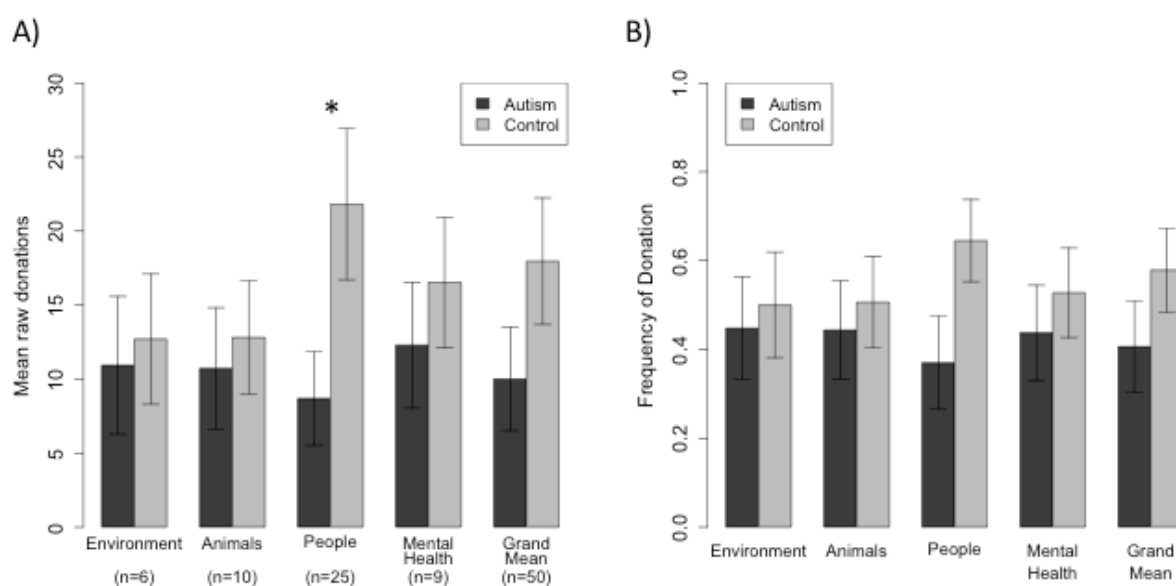 A)
Mean raw donations
30
25
20
15
10
5
0
*
Autism
Control
Environment
Animals
People
Mental
Health
Grand
Mean
(n=6)
(n=10)
(n=25)
(n=9)
(n=50)
B)
Frequency of Donation
1.0
0.8
0.6
0.4
0.2
0.0
Autism
Control
Environment
Animals
People
Mental
Health
Grand
Mean